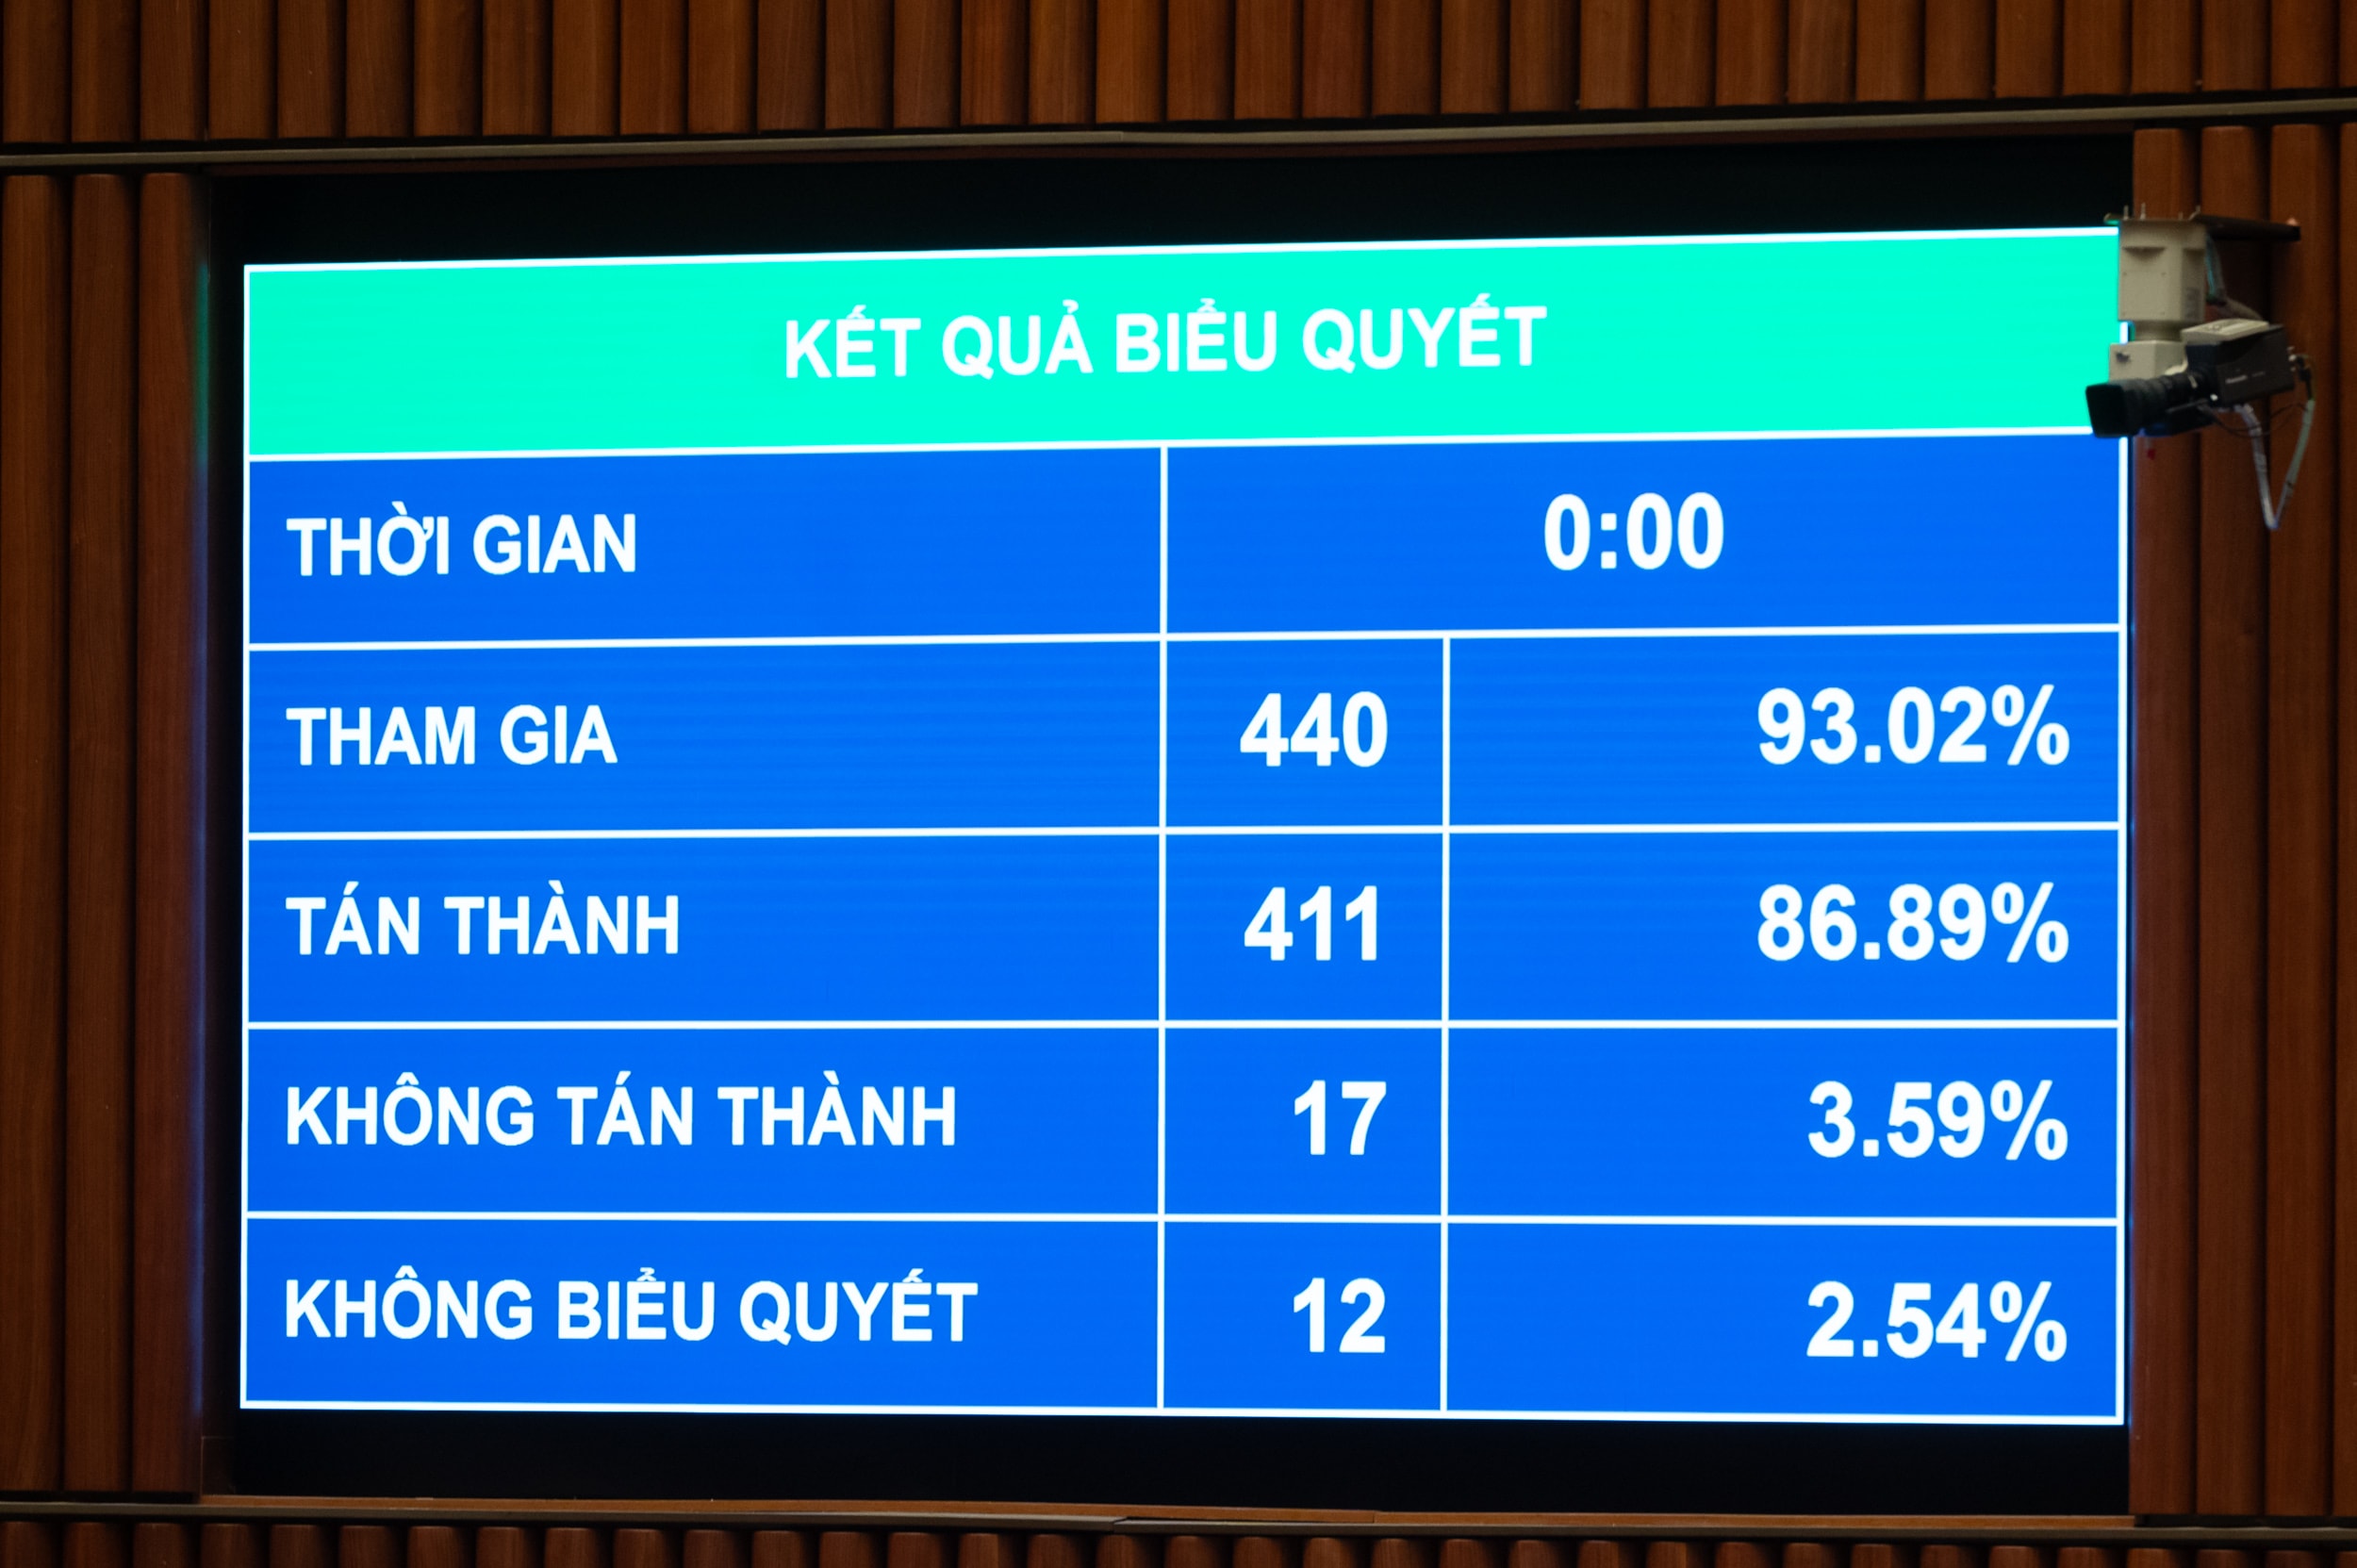 KẾT QUẢ BIỂU QUYẾT
THỜI GIAN 0:00
THAM GIA 440 93.02%
TÁN THÀNH 411 86.89%
KHÔNG TÁN THÀNH 17 3.59%
KHÔNG BIỂU QUYẾT 12 2.54%